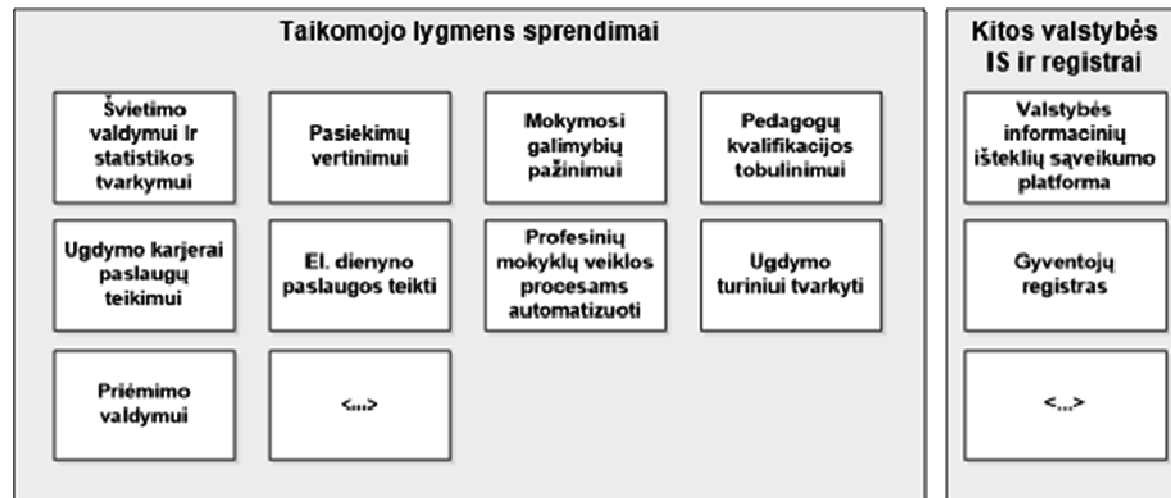 Taikomojo lygmens sprendimai
Švietimo
valdymui ir
statistikos
tvarkymui
Pasiekimų
vertinimui
Mokymosi
galimybių
pažinimui
Pedagogų
kvalifikacijos
tobulinimui
Ugdymo karjerai
paslaugų
teikimui
El. dienyno
paslaugos teikti
Profesinių
mokyklų veiklos
procesams
automatizuoti
Ugdymo
turiniui tvarkyti
Priėmimo
valdymui
<...>
Kitos valstybės
IS ir registrai
Valstybės
informacinių
išteklių sąveikumo
platforma
Gyventojų
registras
<...>